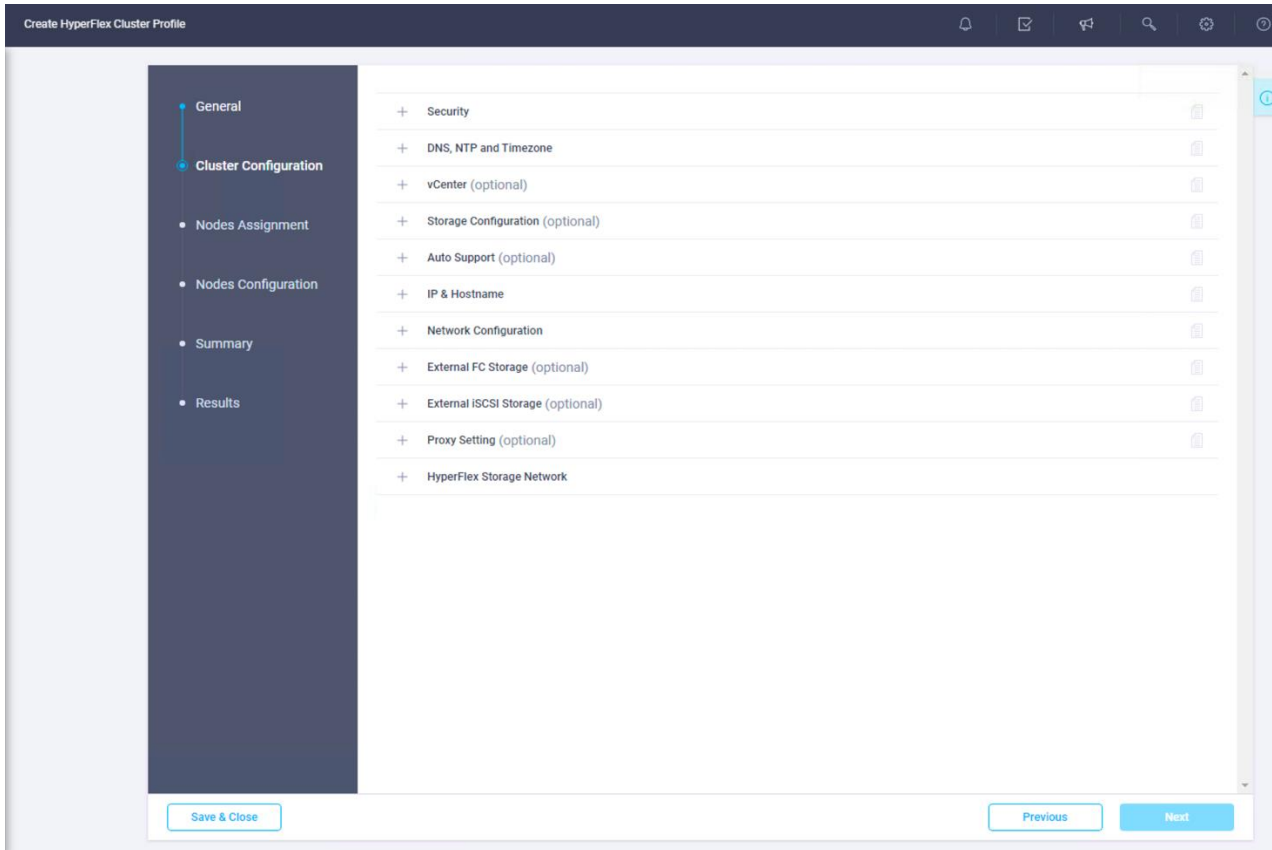 Create HyperFlex Cluster Profile
General
Cluster Configuration
Nodes Assignment
Nodes Configuration
Summary
Results
Security
DNS, NTP and Timezone
vCenter (optional)
Storage Configuration (optional)
Auto Support (optional)
IP & Hostname
Network Configuration
External FC Storage (optional)
External iSCSI Storage (optional)
Proxy Setting (optional)
HyperFlex Storage Network
Save & Close
Previous
Next